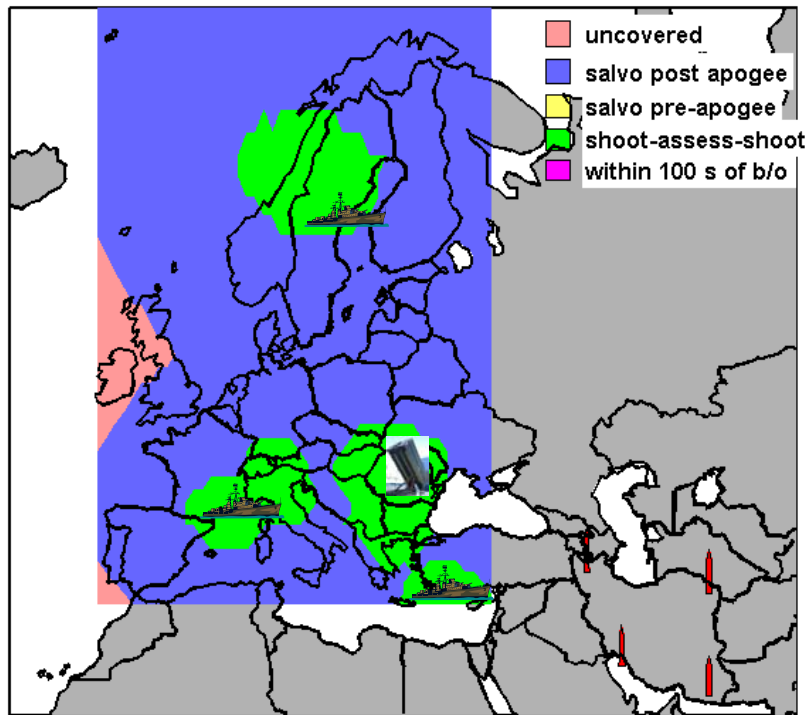 uncovered
salvo post apogee
salvo pre-apogee
shoot-assess-shoot
within 100 s of b/o